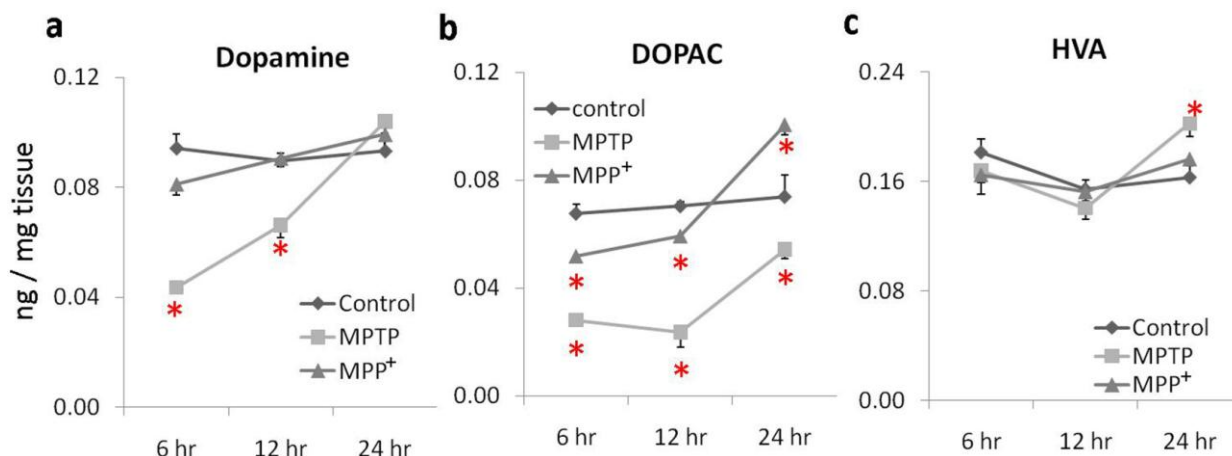 a
Dopamine
ng / mg tissue
0.12
0.08
0.04
0.00
*
*
Control
MPTP
MPP+
6 hr 12 hr 24 hr
b
DOPAC
0.12
0.08
0.04
0.00
control
MPTP
MPP+
*
*
*
*
*
*
6 hr 12 hr 24 hr
c
HVA
0.24
0.16
0.08
0.00
*
Control
MPTP
MPP+
6 hr 12 hr 24 hr